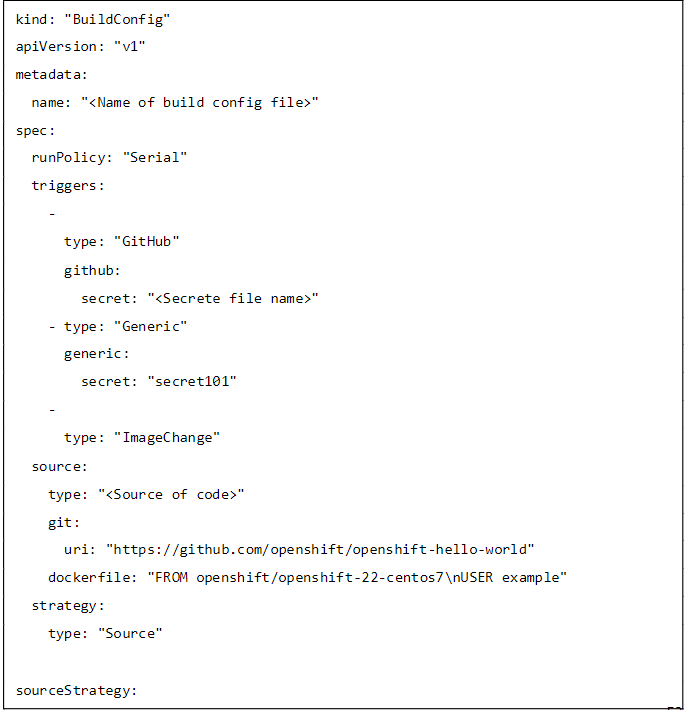 kind: "BuildConfig"
apiVersion: "v1"
metadata:
  name: "<Name of build config file>"
spec:
  runPolicy: "Serial"
  triggers:
    -
      type: "GitHub"
      github:
        secret: "<Secrete file name>"
    - type: "Generic"
      generic:
        secret: "secret101"
    -
      type: "ImageChange"
  source:
    type: "<Source of code>"
    git:
      uri: "https://github.com/openshift/openshift-hello-world"
    dockerfile: "FROM openshift/openshift-22-centos7\nUSER example"
  strategy:
    type: "Source"
sourceStrategy: